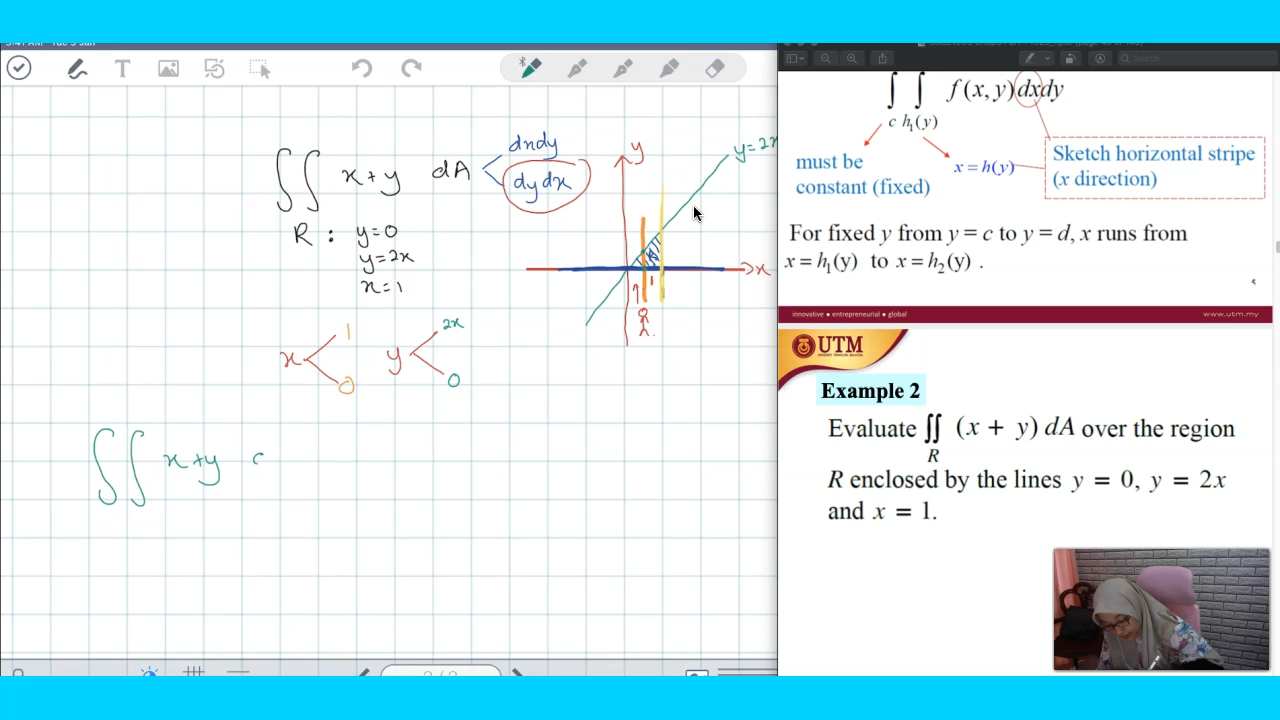 ∫∫ x+y dA
dxdy
dydx
R : y=0
y=2x
x=1
x
1
0
y
2x
0
∫∫ x+y
y
y=2x
x
1
∫ ∫ f(x, y)dxdy
c h₁(y)
must be
constant (fixed)
x = h(y)
Sketch horizontal stripe
(x direction)
For fixed y from y = c to y = d, x runs from
x = h₁(y) to x = h₂(y) .
innovative ● entrepreneurial ● global
www.utm.my
UTM
Example 2
Evaluate ∬ (x + y) dA over the region
R
R enclosed by the lines y = 0, y = 2x
and x = 1.
Search
T